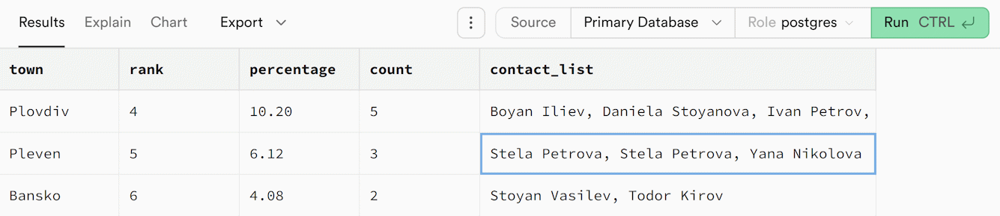 Results Explain Chart Export Source Primary Database Role postgres Run CTRL
town rank percentage count contact_list
Plovdiv 4 10.20 5 Boyan Iliev, Daniela Stoyanova, Ivan Petrov,
Pleven 5 6.12 3 Stela Petrova, Stela Petrova, Yana Nikolova
Bansko 6 4.08 2 Stoyan Vasilev, Todor Kirov